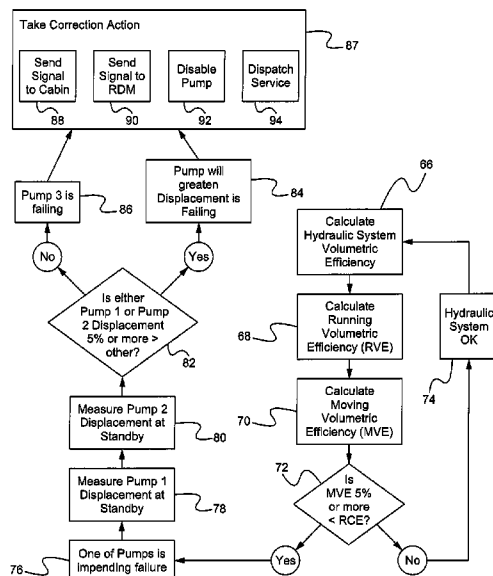 Take Correction Action
87
Send
Signal
to Cabin
88
Send
Signal to
RDM
90
Disable
Pump
92
Dispatch
Service
94
Pump 3 is
failing
86
Pump will
greaten
Displacement is
Failing
84
No
Yes
Is either
Pump 1 or Pump
2 Displacement
5% or more >
other?
82
Measure Pump 2
Displacement at
Standby
80
Measure Pump 1
Displacement at
Standby
78
One of Pumps is
impending failure
76
66
Calculate
Hydraulic System
Volumetric
Efficiency
68
Calculate
Running
Volumetric
Efficiency (RVE)
70
Calculate
Moving
Volumetric
Efficiency (MVE)
72
Is
MVE 5%
or more
< RCE?
Yes
No
Hydraulic
System
OK
74